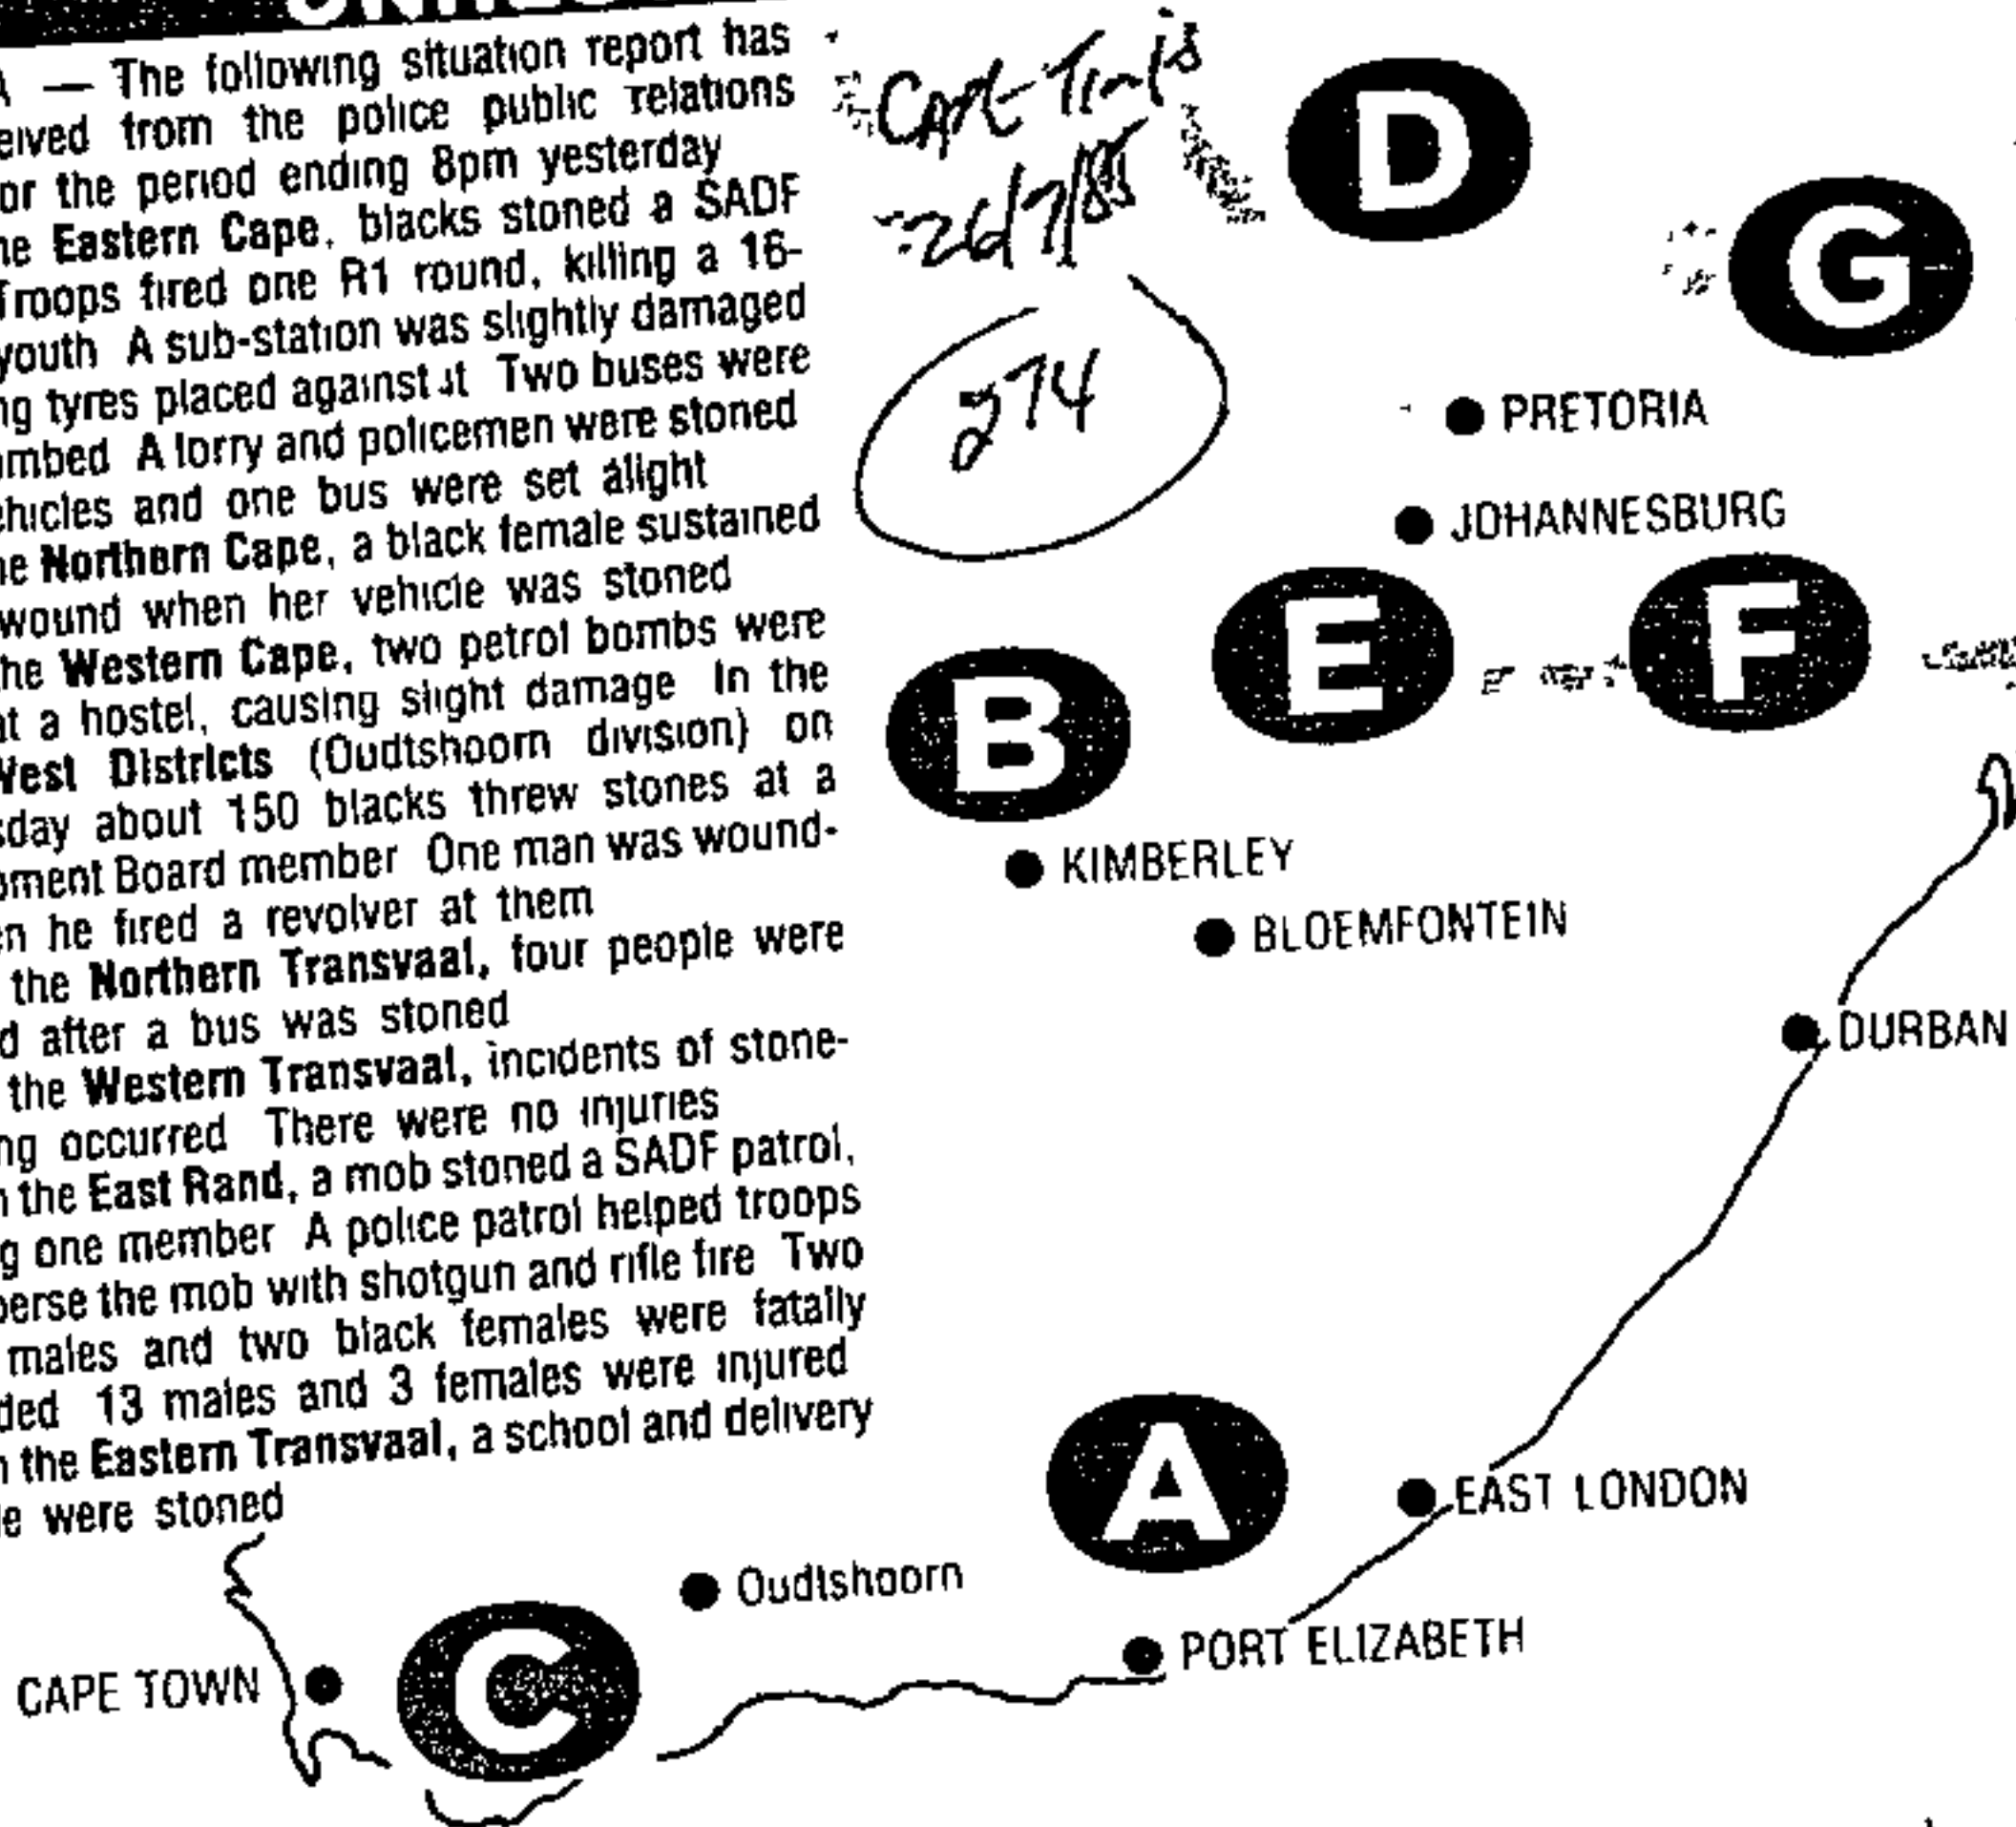 — The following situation report has
eived from the police public relations
or the period ending 8pm yesterday
he Eastern Cape, blacks stoned a SADF
Troops fired one R1 round, killing a 16-
youth A sub-station was slightly damaged
ng tyres placed against it Two buses were
ombed A lorry and policemen were stoned
ehicles and one bus were set alight
he Northern Cape, a black female sustained
wound when her vehicle was stoned
the Western Cape, two petrol bombs were
at a hostel, causing slight damage In the
West Districts (Oudtshoorn division) on
sday about 150 blacks threw stones at a
pment Board member One man was wound-
en he fired a revolver at them
the Northern Transvaal, four people were
d after a bus was stoned
the Western Transvaal, incidents of stone-
ng occurred There were no injuries
n the East Rand, a mob stoned a SADF patrol,
g one member A police patrol helped troops
perse the mob with shotgun and rifle fire Two
males and two black females were fatally
ded 13 males and 3 females were injured
n the Eastern Transvaal, a school and delivery
le were stoned
Cape Times
26/7/85
274
D
G
PRETORIA
JOHANNESBURG
E
F
B
KIMBERLEY
BLOEMFONTEIN
DURBAN
A
EAST LONDON
Oudtshoorn
PORT ELIZABETH
C
CAPE TOWN